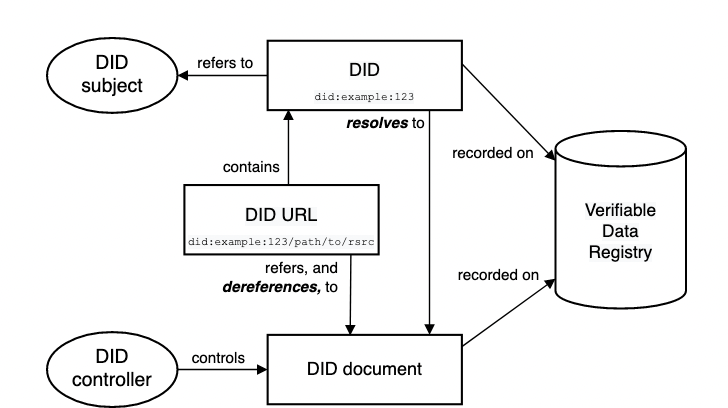 DID
subject
refers to
DID
did:example:123
resolves to
recorded on
contains
DID URL
did:example:123/path/to/rsrc
Verifiable
Data
Registry
refers, and
dereferences, to
recorded on
DID
controller
controls
DID document